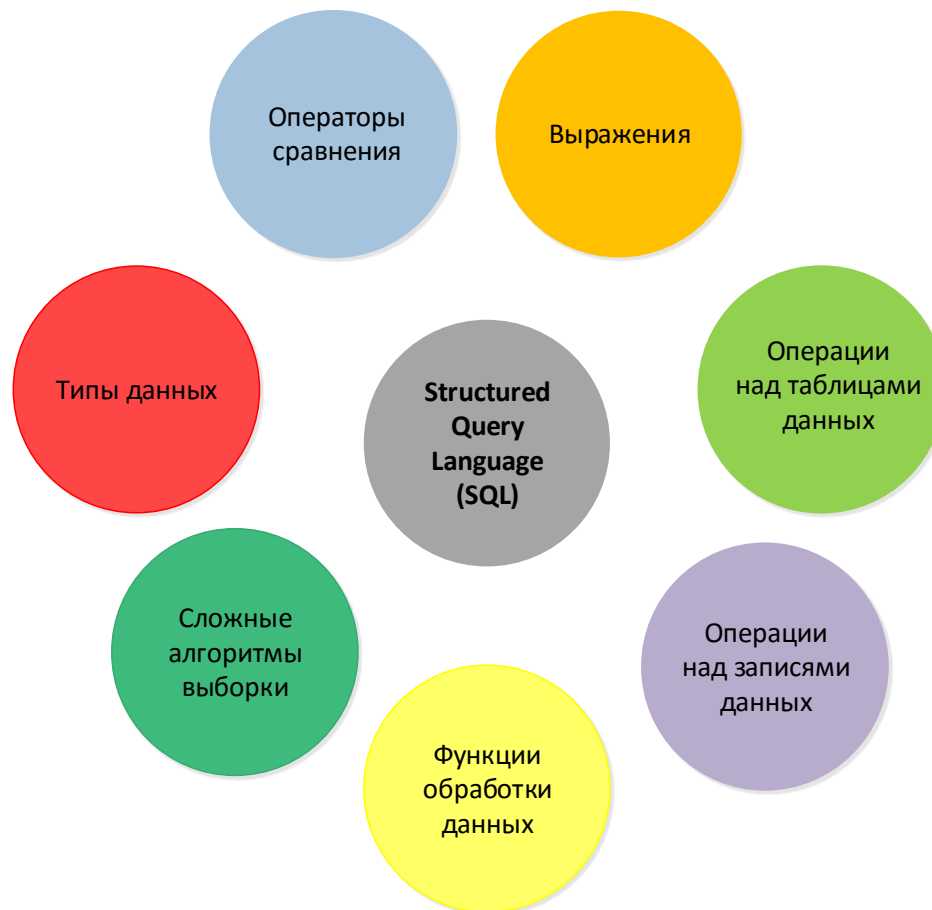 Операторы
сравнения
Выражения
Типы данных
Structured
Query
Language
(SQL)
Операции
над таблицами
данных
Сложные
алгоритмы
выборки
Операции
над записями
данных
Функции
обработки
данных